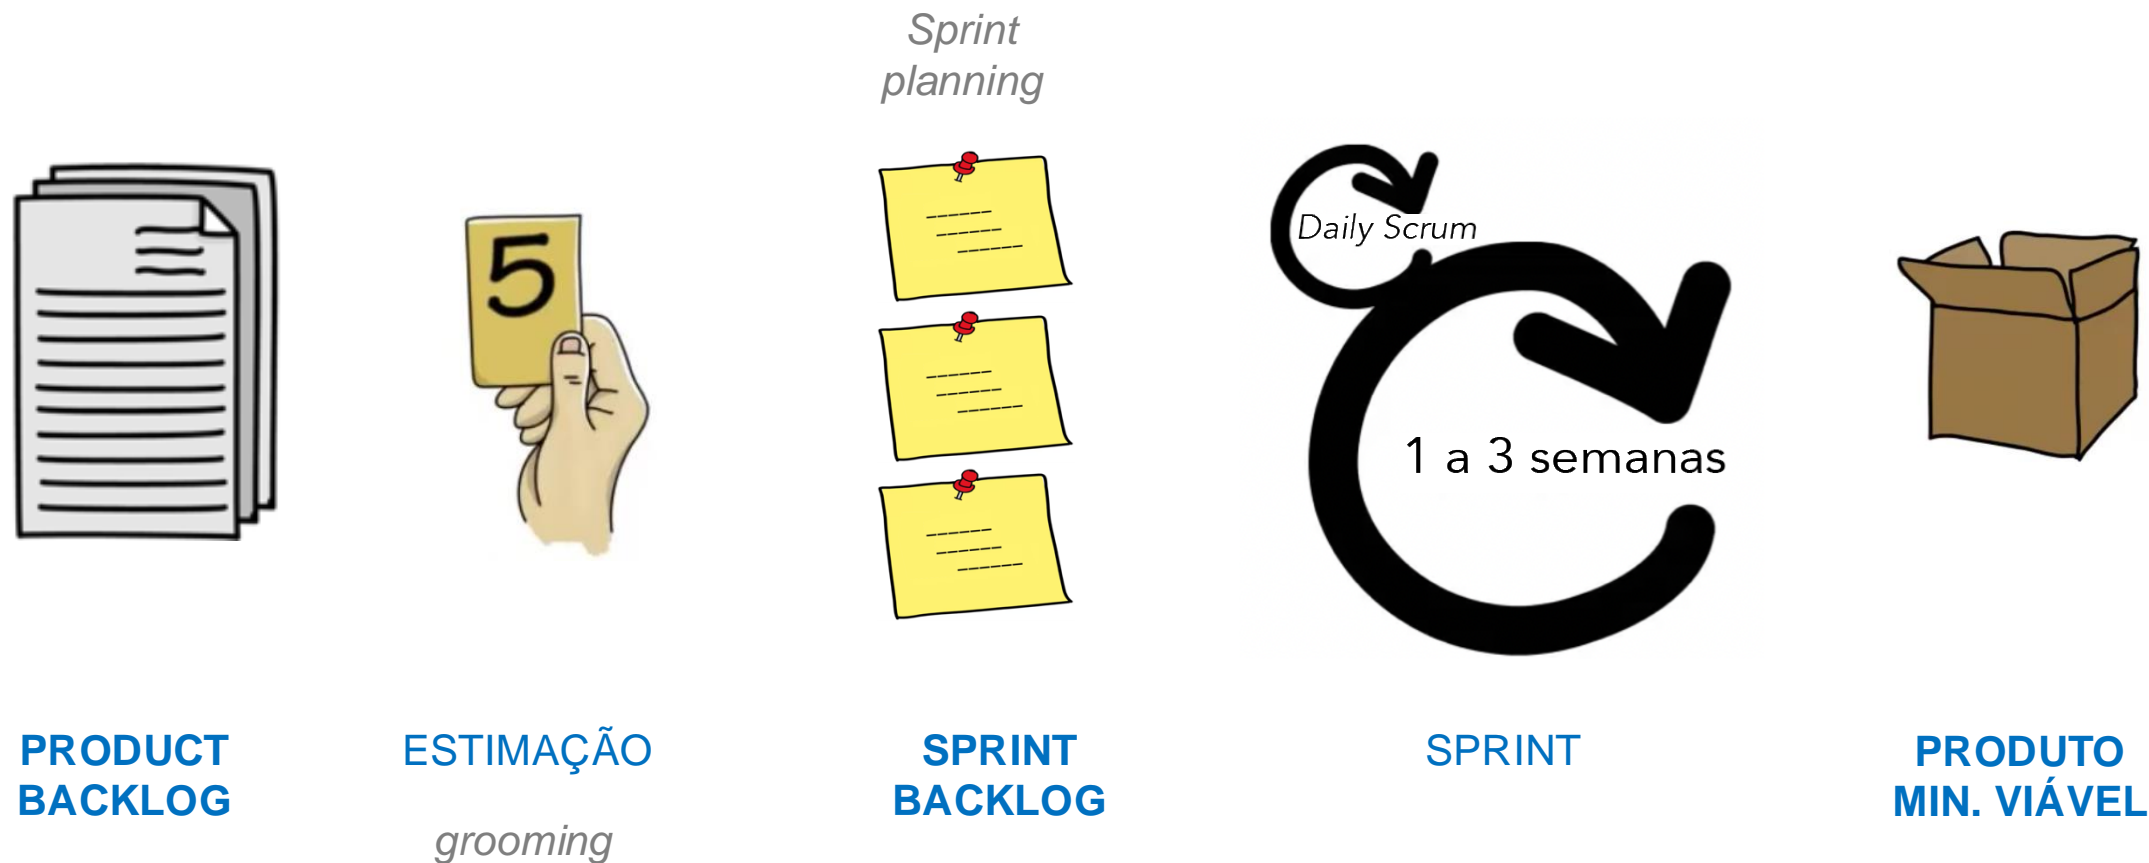 Sprint
planning
5
Daily Scrum
1 a 3 semanas
PRODUCT
BACKLOG
ESTIMAÇÃO
grooming
SPRINT
BACKLOG
SPRINT
PRODUTO
MIN. VIÁVEL